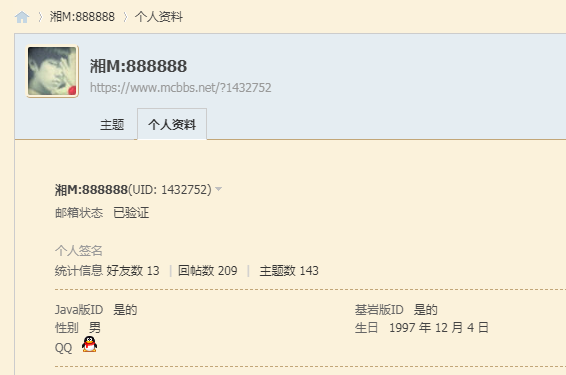 湘M:888888 〉 个人资料
湘M:888888
https://www.mcbbs.net/?1432752
主题 个人资料
湘M:888888(UID: 1432752)
邮箱状态 已验证
个人签名
统计信息 好友数 13 | 回帖数 209 | 主题数 143
Java版ID 是的 基岩版ID 是的
性别 男 生日 1997 年 12 月 4 日
QQ